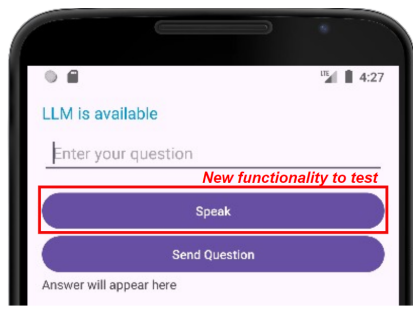 LTE 4:27
LLM is available
Enter your question
New functionality to test
Speak
Send Question
Answer will appear here